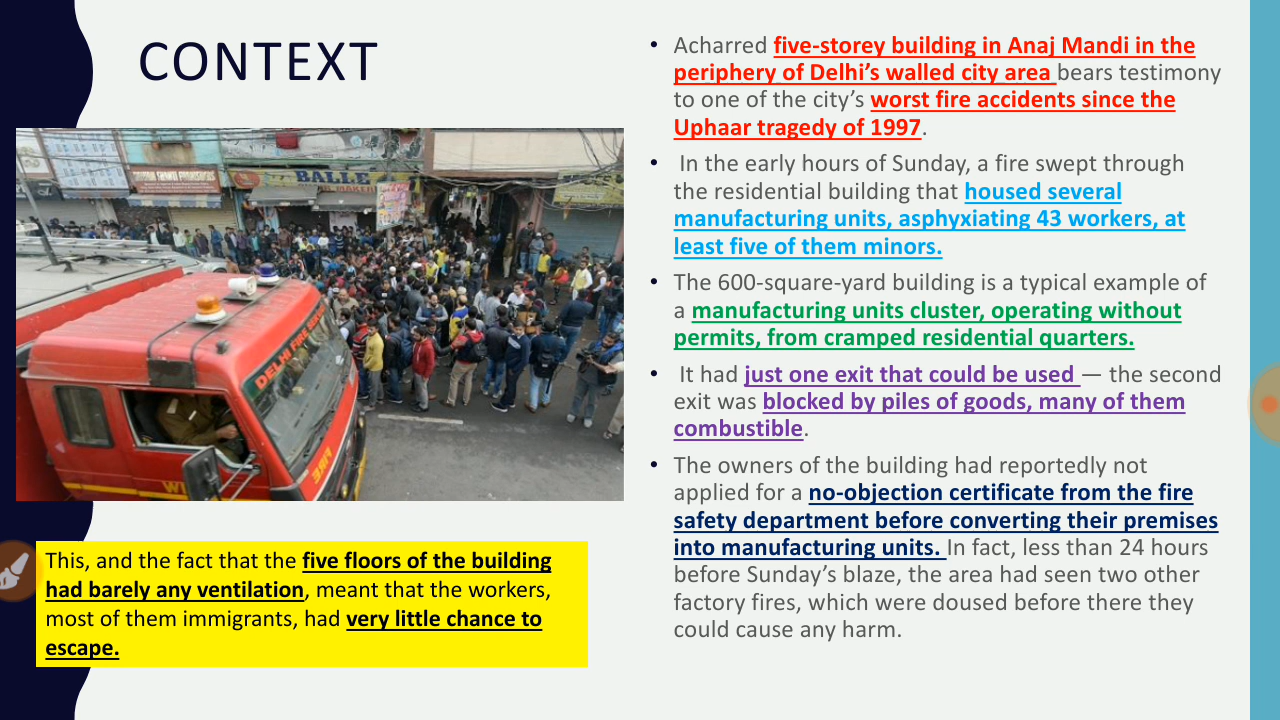 CONTEXT
BALLE
DELHI FIRE
FIRE
This, and the fact that the five floors of the building
had barely any ventilation, meant that the workers,
most of them immigrants, had very little chance to
escape.
• Acharred five-storey building in Anaj Mandi in the
periphery of Delhi’s walled city area bears testimony
to one of the city’s worst fire accidents since the
Uphaar tragedy of 1997.
• In the early hours of Sunday, a fire swept through
the residential building that housed several
manufacturing units, asphyxiating 43 workers, at
least five of them minors.
• The 600-square-yard building is a typical example of
a manufacturing units cluster, operating without
permits, from cramped residential quarters.
• It had just one exit that could be used — the second
exit was blocked by piles of goods, many of them
combustible.
• The owners of the building had reportedly not
applied for a no-objection certificate from the fire
safety department before converting their premises
into manufacturing units. In fact, less than 24 hours
before Sunday’s blaze, the area had seen two other
factory fires, which were doused before there they
could cause any harm.